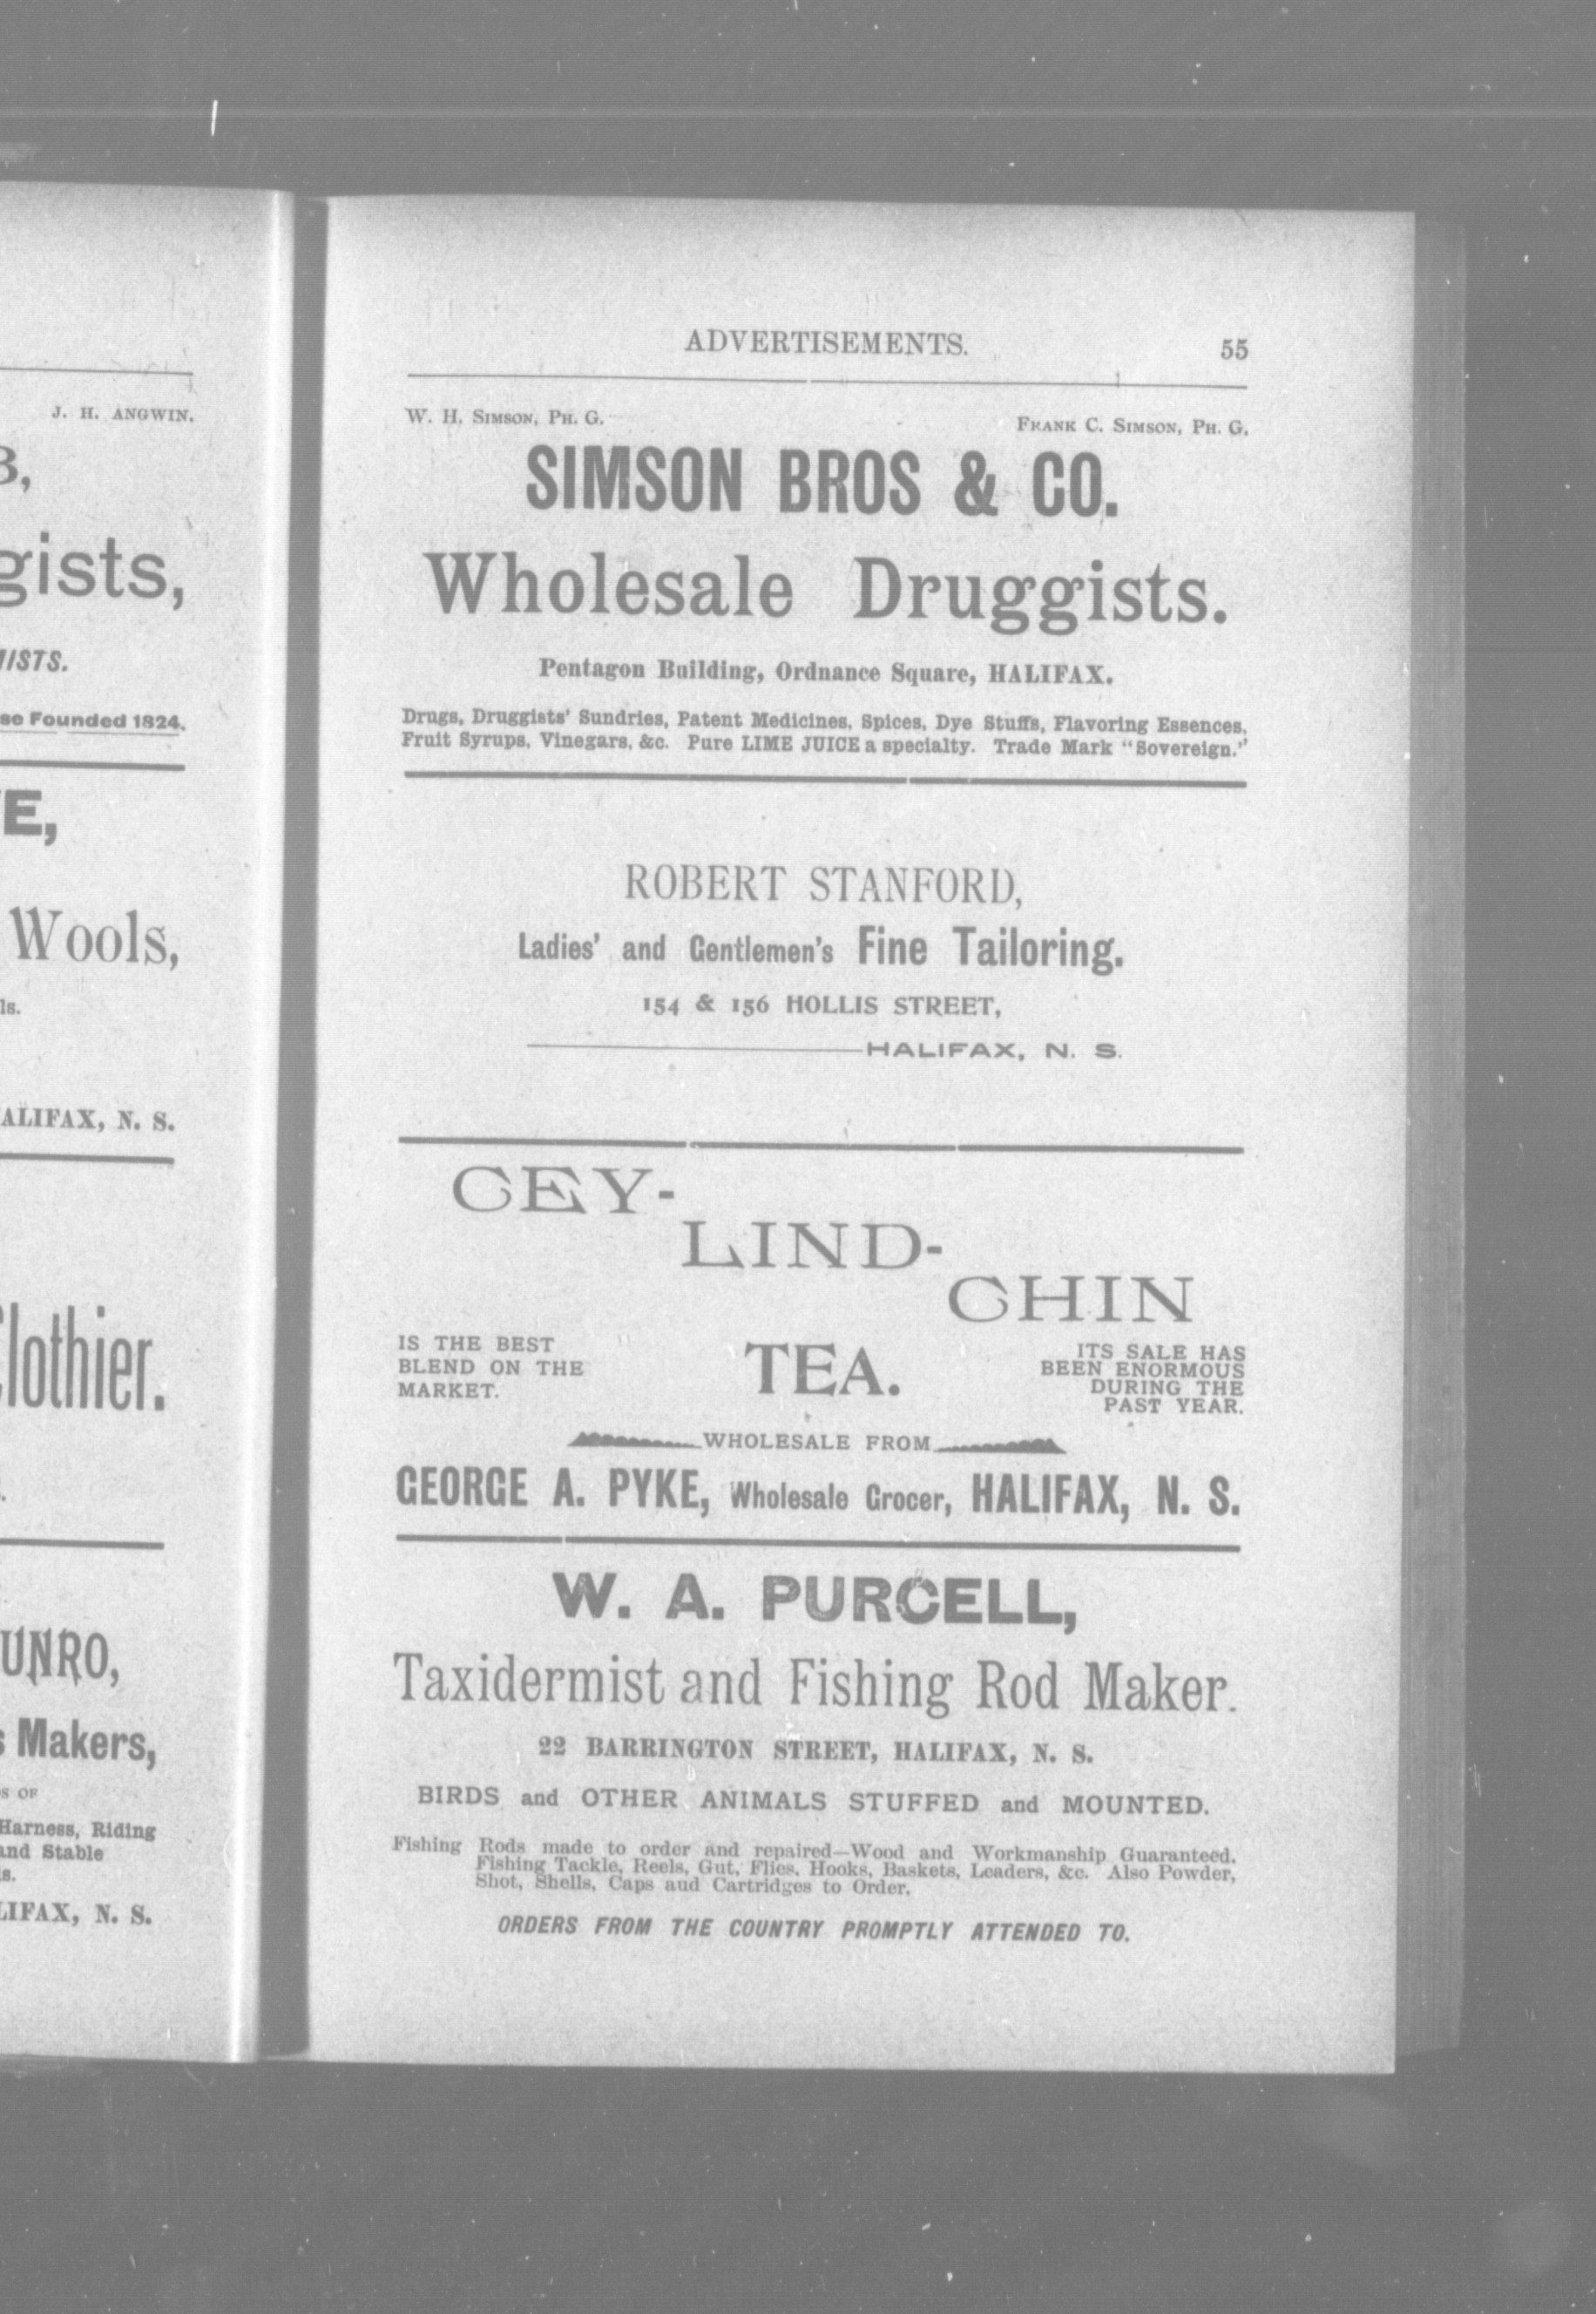 J. H. ANGWIN.
gists,
se Founded 1824.
Wools,
ALIFAX, N. S.
lothier.
UNRO,
Makers,
OF
Harness, Riding
and Stable
LIFAX, N. S.
ADVERTISEMENTS. 55
W. H. SIMSON, PH. G. FRANK C. SIMSON, PH. G.
SIMSON BROS & CO.
Wholesale Druggists.
Pentagon Building, Ordnance Square, HALIFAX.
Drugs, Druggists' Sundries, Patent Medicines, Spices, Dye Stuffs, Flavoring Essences,
Fruit Syrups, Vinegars, &c. Pure LIME JUICE a specialty. Trade Mark "Sovereign."
ROBERT STANFORD,
Ladies' and Gentlemen's Fine Tailoring.
154 & 156 HOLLIS STREET,
HALIFAX, N. S.
CEY-
LIND-
CHIN
IS THE BEST
BLEND ON THE
MARKET.
TEA.
ITS SALE HAS
BEEN ENORMOUS
DURING THE
PAST YEAR.
WHOLESALE FROM
GEORGE A. PYKE, Wholesale Grocer, HALIFAX, N. S.
W. A. PURCELL,
Taxidermist and Fishing Rod Maker.
22 BARRINGTON STREET, HALIFAX, N. S.
BIRDS and OTHER ANIMALS STUFFED and MOUNTED.
Fishing Rods made to order and repaired—Wood and Workmanship Guaranteed.
Fishing Tackle, Reels, Gut, Flies, Hooks, Baskets, Leaders, &c. Also Powder,
Shot, Shells, Caps and Cartridges to Order.
ORDERS FROM THE COUNTRY PROMPTLY ATTENDED TO.